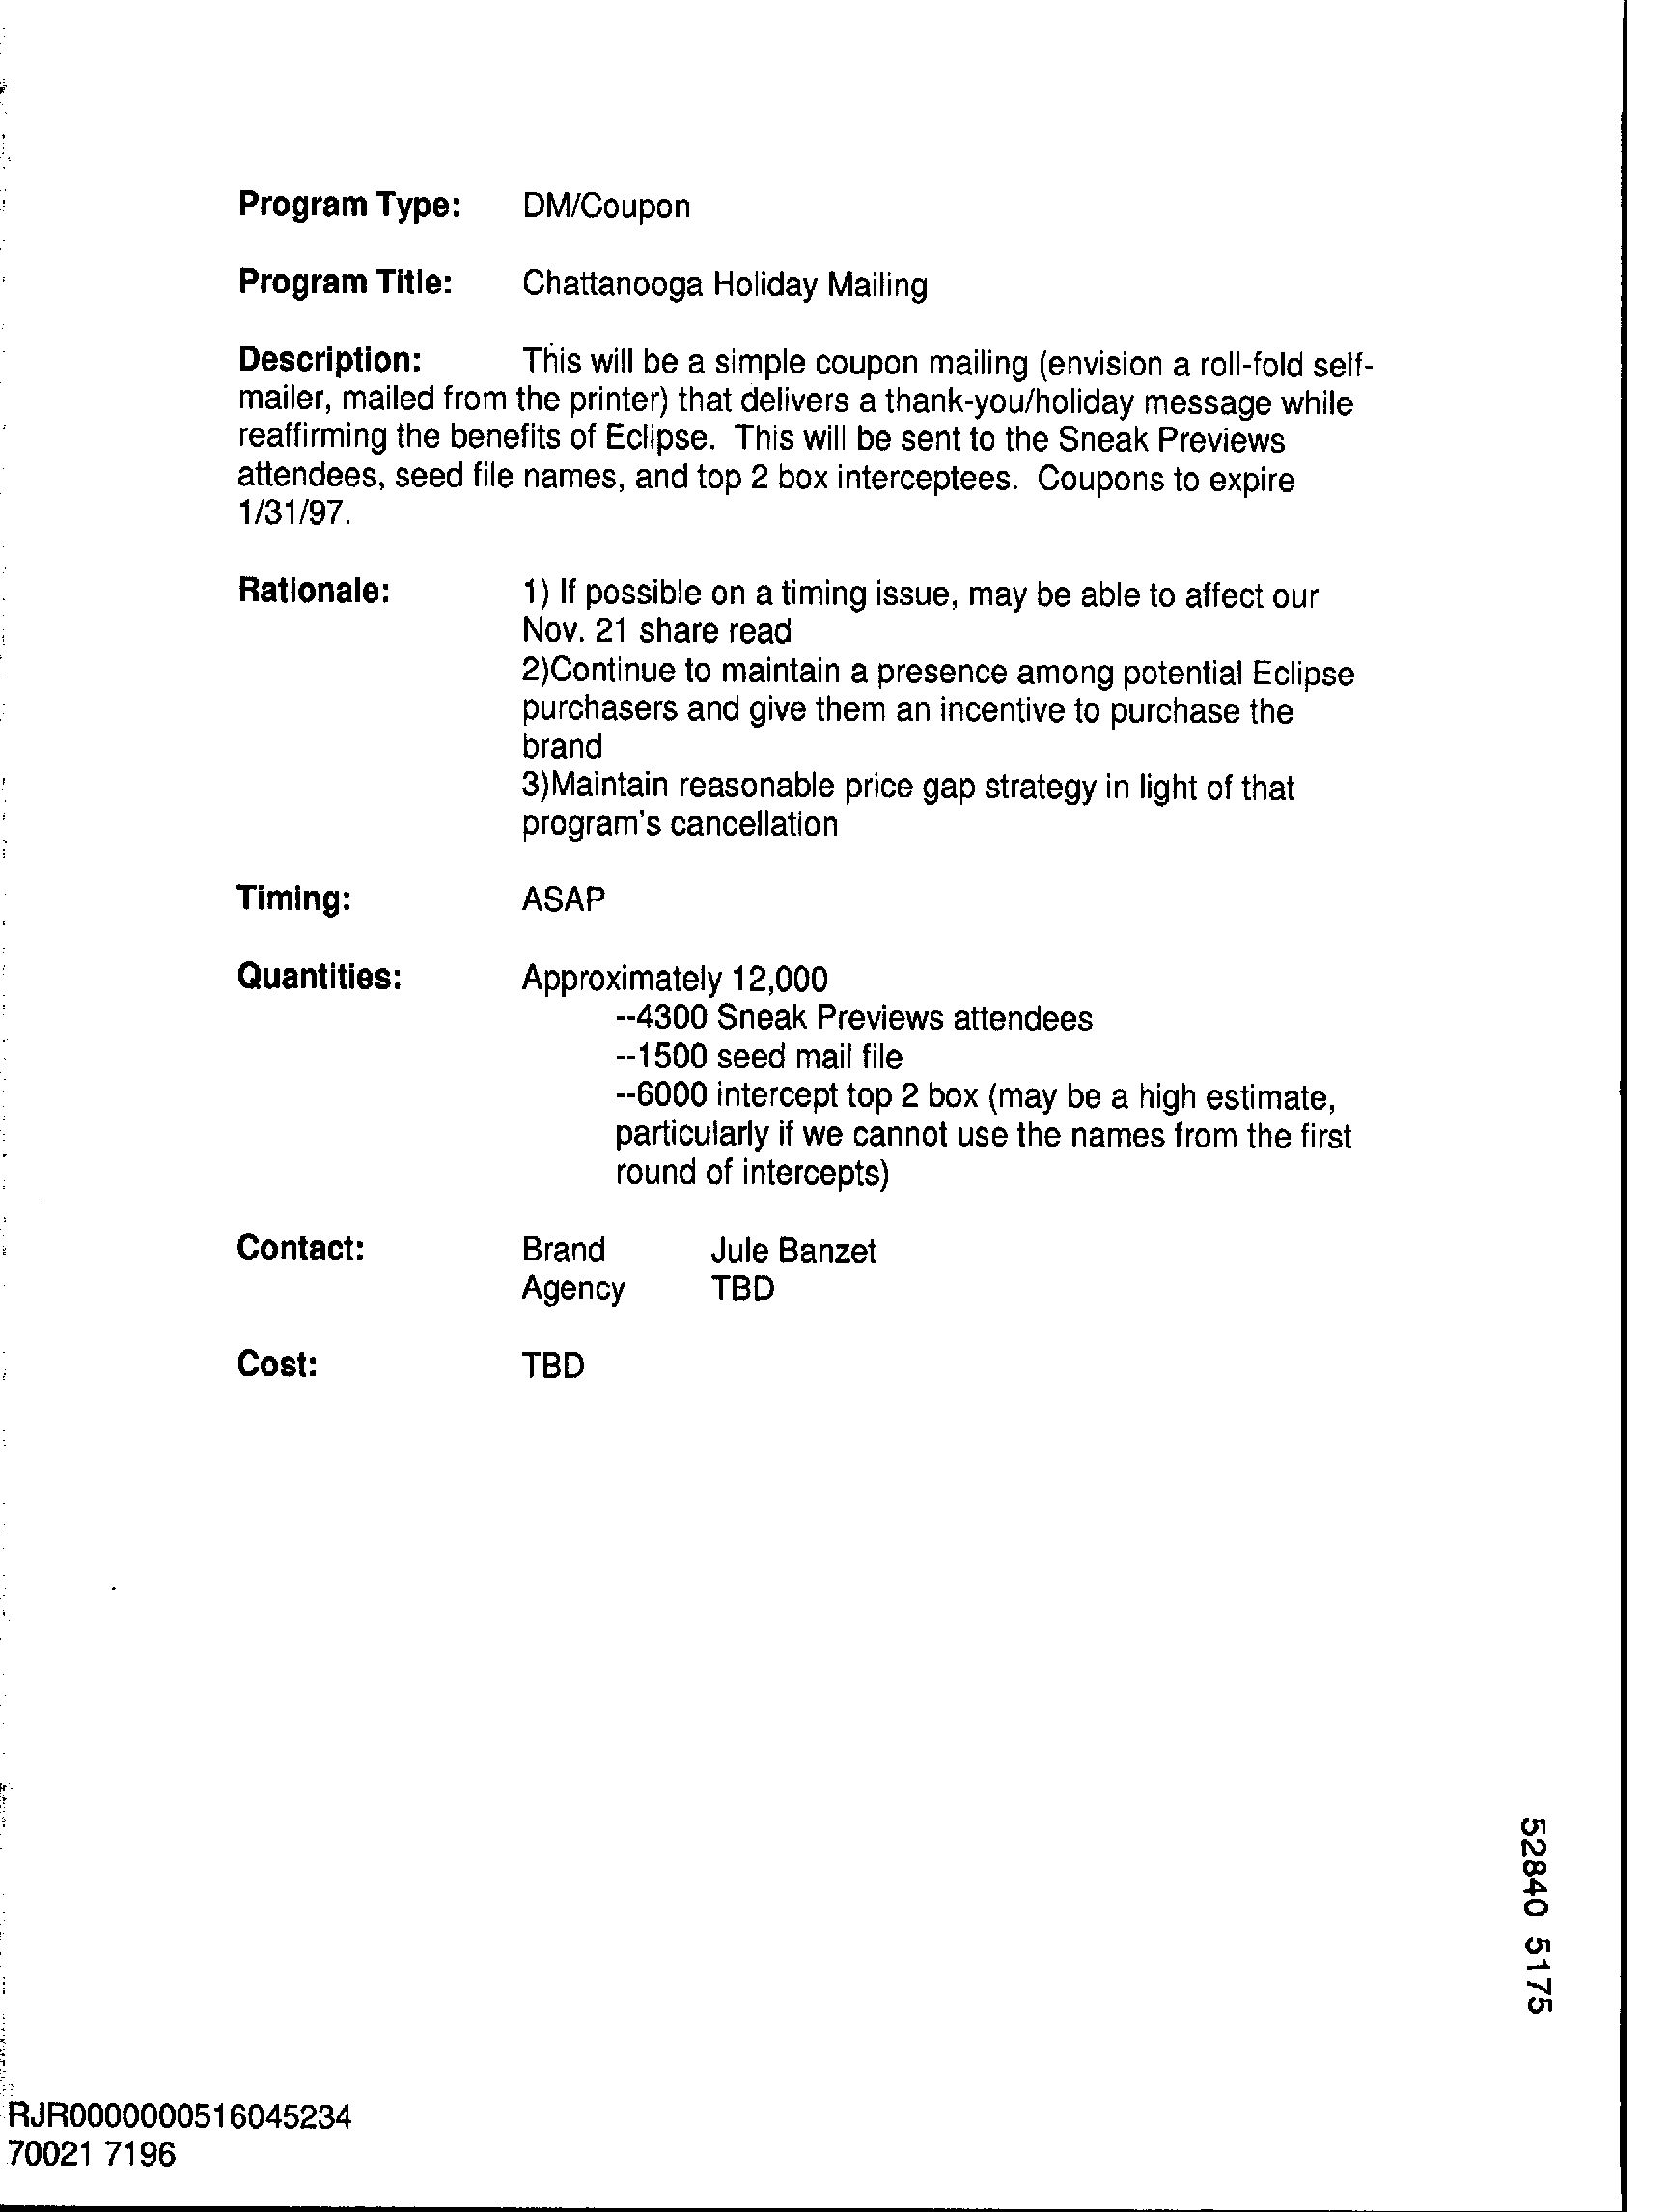 Program Type: DM/Coupon
Program Title: Chattanooga Holiday Mailing
Description: This will be a simple coupon mailing (envision a roll-fold self-
mailer, mailed from the printer) that delivers a thank-you/holiday message while
reaffirming the benefits of Eclipse. This will be sent to the Sneak Previews
attendees, seed file names, and top 2 box interceptees. Coupons to expire
1/31/97.
Rationale: 1) If possible on a timing issue, may be able to affect our
Nov. 21 share read
2)Continue to maintain a presence among potential Eclipse
purchasers and give them an incentive to purchase the
brand
3)Maintain reasonable price gap strategy in light of that
program's cancellation
Timing: ASAP
Quantities: Approximately 12,000
--4300 Sneak Previews attendees
--1500 seed mail file
--6000 intercept top 2 box (may be a high estimate,
particularly if we cannot use the names from the first
round of intercepts)
Contact: Brand Jule Banzet
Agency TBD
Cost: TBD
52840 5175
RJR0000000516045234
70021 7196